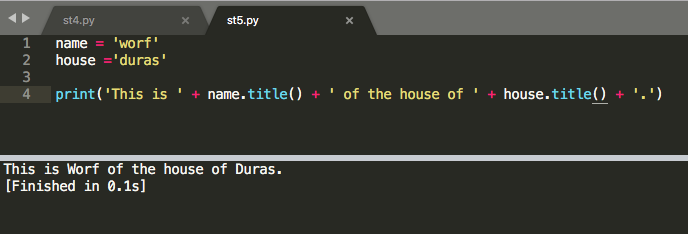 st4.py × st5.py ×
1 name = 'worf'
2 house ='duras'
3
4 print('This is ' + name.title() + ' of the house of ' + house.title() + '.')
This is Worf of the house of Duras.
[Finished in 0.1s]